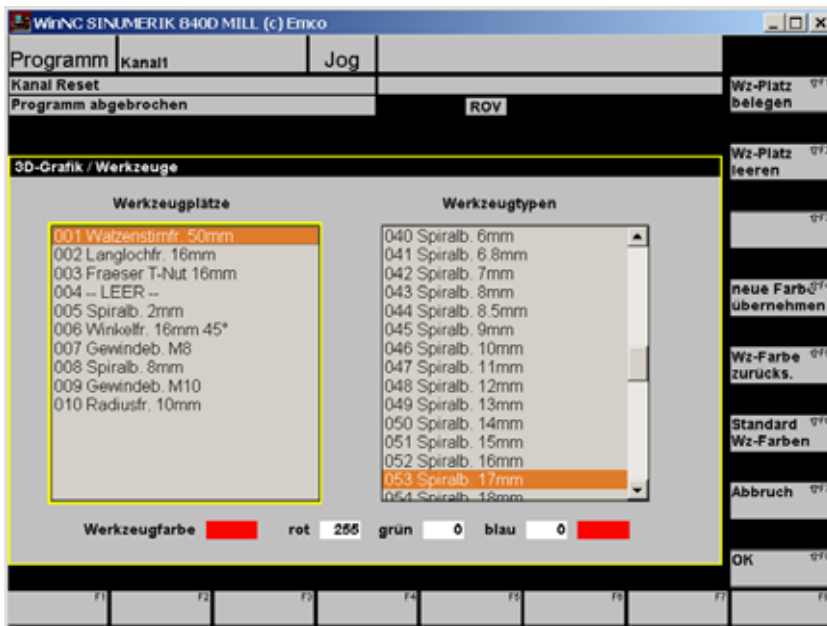 WinNC SINUMERIK 840D MILL (c) Emco
Programm Kanal1 Jog
Kanal Reset
Programm abgebrochen ROV
Wz-Platz
belegen
Wz-Platz
leeren
neue Farbe
übernehmen
Wz-Farbe
zurücks.
Standard
Wz-Farben
Abbruch
OK
3D-Grafik / Werkzeuge
Werkzeugplätze
001 Walzenstirnfr. 50mm
002 Langlochfr. 16mm
003 Fraeser T-Nut 16mm
004 -- LEER --
005 Spiralb. 2mm
006 Winkelfr. 16mm 45°
007 Gewindeb. M8
008 Spiralb. 8mm
009 Gewindeb. M10
010 Radiusfr. 10mm
Werkzeugtypen
040 Spiralb. 6mm
041 Spiralb. 6.8mm
042 Spiralb. 7mm
043 Spiralb. 8mm
044 Spiralb. 8.5mm
045 Spiralb. 9mm
046 Spiralb. 10mm
047 Spiralb. 11mm
048 Spiralb. 12mm
049 Spiralb. 13mm
050 Spiralb. 14mm
051 Spiralb. 15mm
052 Spiralb. 16mm
053 Spiralb. 17mm
054 Spiralb. 18mm
Werkzeugfarbe rot 255 grün 0 blau 0
F1 F2 F3 F4 F5 F6 F7